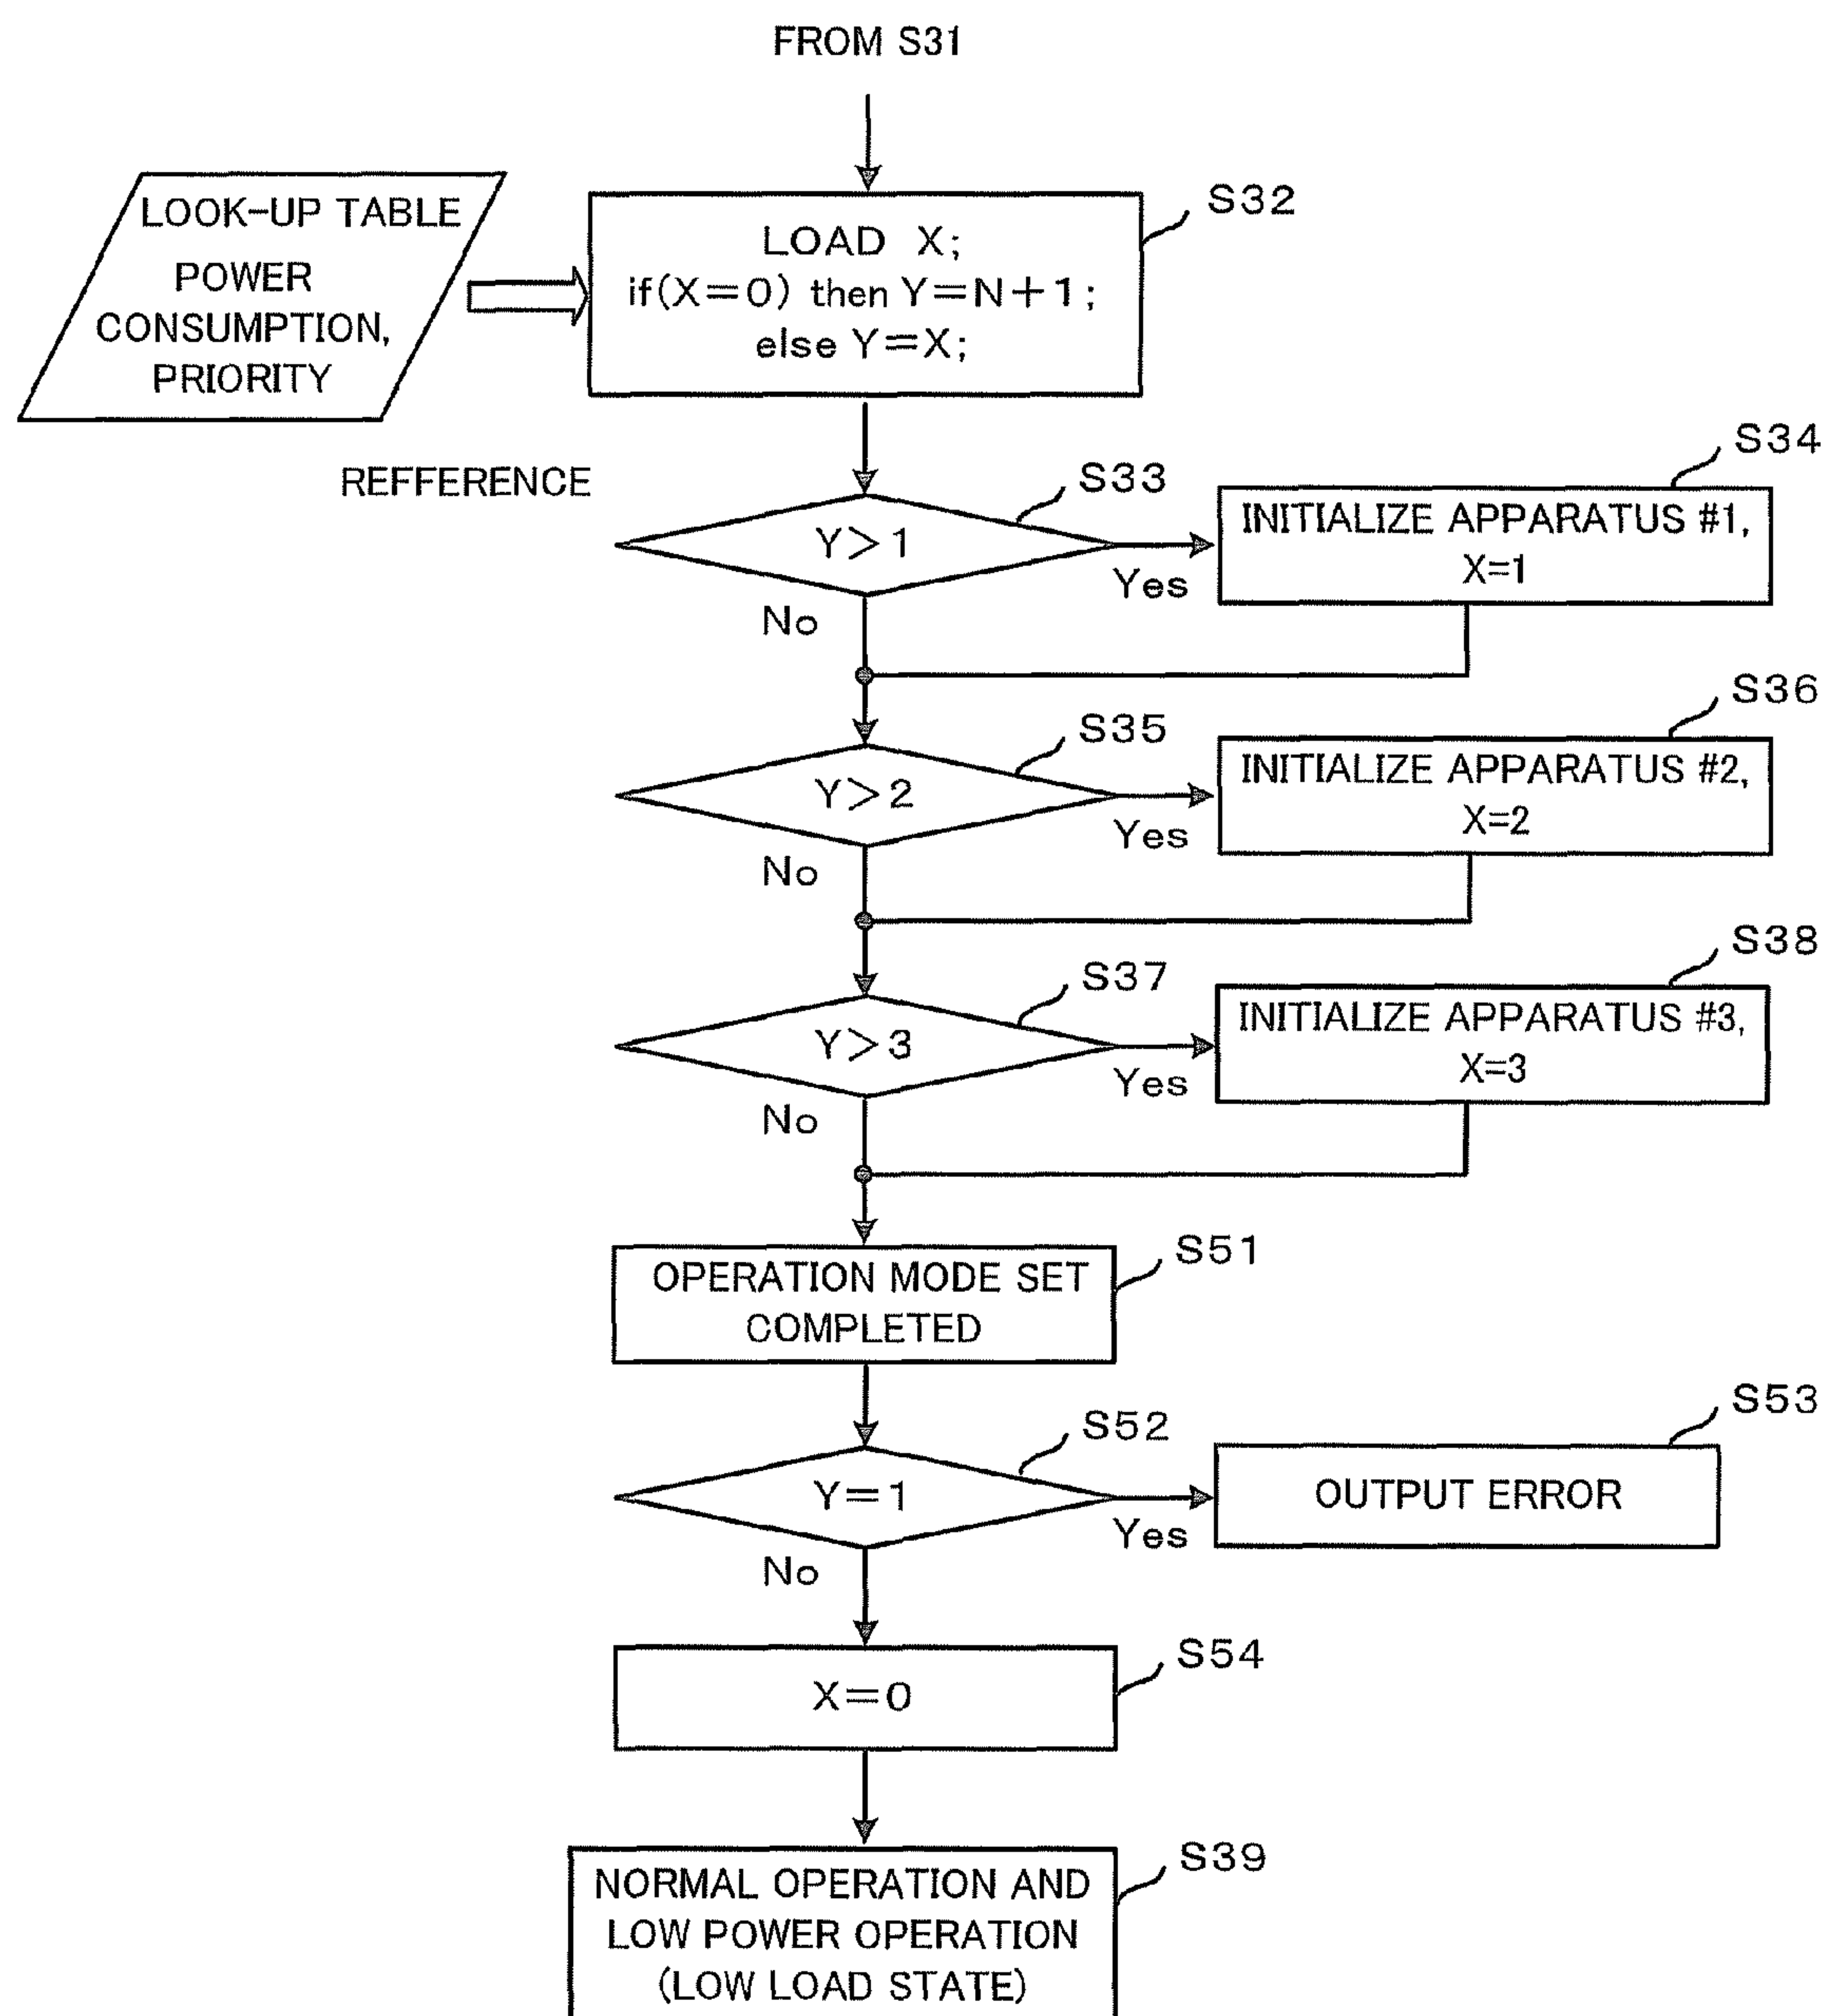 FROM S31
LOOK-UP TABLE
POWER
CONSUMPTION,
PRIORITY
S32
LOAD X;
if(X=0) then Y=N+1;
else Y=X;
REFFERENCE
S33
Y>1
Yes
No
S34
INITIALIZE APPARATUS #1,
X=1
S35
Y>2
Yes
No
S36
INITIALIZE APPARATUS #2,
X=2
S37
Y>3
Yes
No
S38
INITIALIZE APPARATUS #3,
X=3
S51
OPERATION MODE SET
COMPLETED
S52
Y=1
Yes
No
S53
OUTPUT ERROR
S54
X=0
S39
NORMAL OPERATION AND
LOW POWER OPERATION
(LOW LOAD STATE)